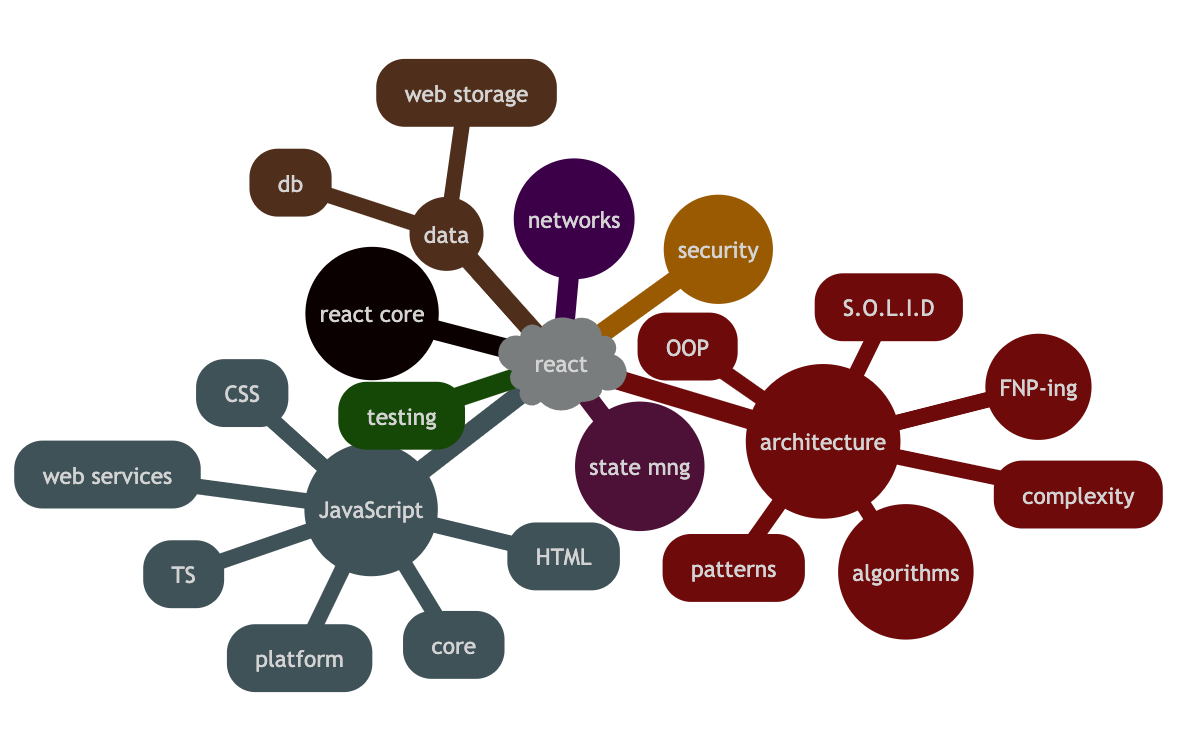 web storage
db
data
networks
security
react core
react
OOP
S.O.L.I.D
FNP-ing
CSS
testing
state mng
architecture
web services
JavaScript
complexity
TS
HTML
patterns
algorithms
platform
core